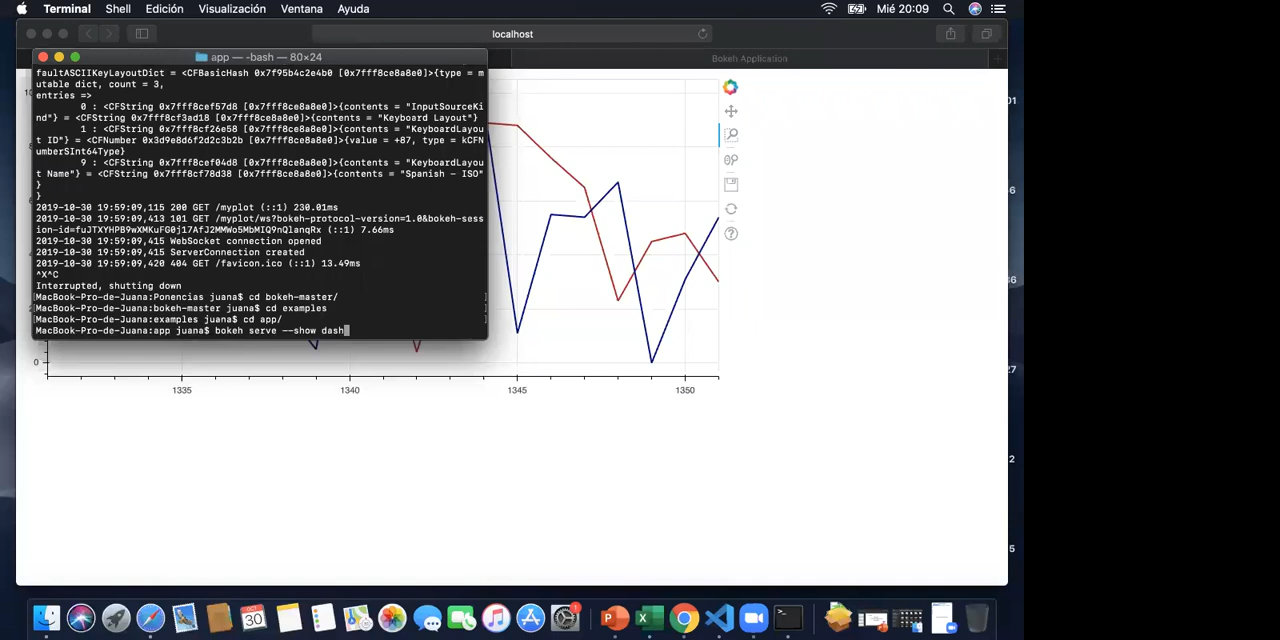 Terminal Shell Edición Visualización Ventana Ayuda Mié 20:09
localhost
app — -bash — 80×24
Bokeh Application
faultASCIIKeyLayoutDict = <CFBasicHash 0x7f95b4c2e4b0 [0x7fff8ce8a8e0]>{type = m
utable dict, count = 3,
entries =>
0 : <CFString 0x7fff8cef57d8 [0x7fff8ce8a8e0]>{contents = "InputSourceKi
nd"} = <CFString 0x7fff8cf3ad18 [0x7fff8ce8a8e0]>{contents = "Keyboard Layout"}
1 : <CFString 0x7fff8cf26e58 [0x7fff8ce8a8e0]>{contents = "KeyboardLayou
t ID"} = <CFNumber 0x3d9e8d6f2d2c3b2b [0x7fff8ce8a8e0]>{value = +87, type = kCFN
umberSInt64Type}
9 : <CFString 0x7fff8cef04d8 [0x7fff8ce8a8e0]>{contents = "KeyboardLayou
t Name"} = <CFString 0x7fff8cf78d38 [0x7fff8ce8a8e0]>{contents = "Spanish - ISO"
}
}
2019-10-30 19:59:09,115 200 GET /myplot (::1) 230.01ms
2019-10-30 19:59:09,413 101 GET /myplot/ws?bokeh-protocol-version=1.0&bokeh-sess
ion-id=fuJTXYHPB9wXMKuFG0j17AfJ2MMWo5MbMIQ9nQlanqRx (::1) 7.66ms
2019-10-30 19:59:09,415 WebSocket connection opened
2019-10-30 19:59:09,415 ServerConnection created
2019-10-30 19:59:09,420 404 GET /favicon.ico (::1) 13.49ms
^X^C
Interrupted, shutting down
[MacBook-Pro-de-Juana:Ponencias juana$ cd bokeh-master/ ]
[MacBook-Pro-de-Juana:bokeh-master juana$ cd examples ]
[MacBook-Pro-de-Juana:examples juana$ cd app/ ]
MacBook-Pro-de-Juana:app juana$ bokeh serve --show dash
0
1335 1340 1345 1350
OCT
30
1